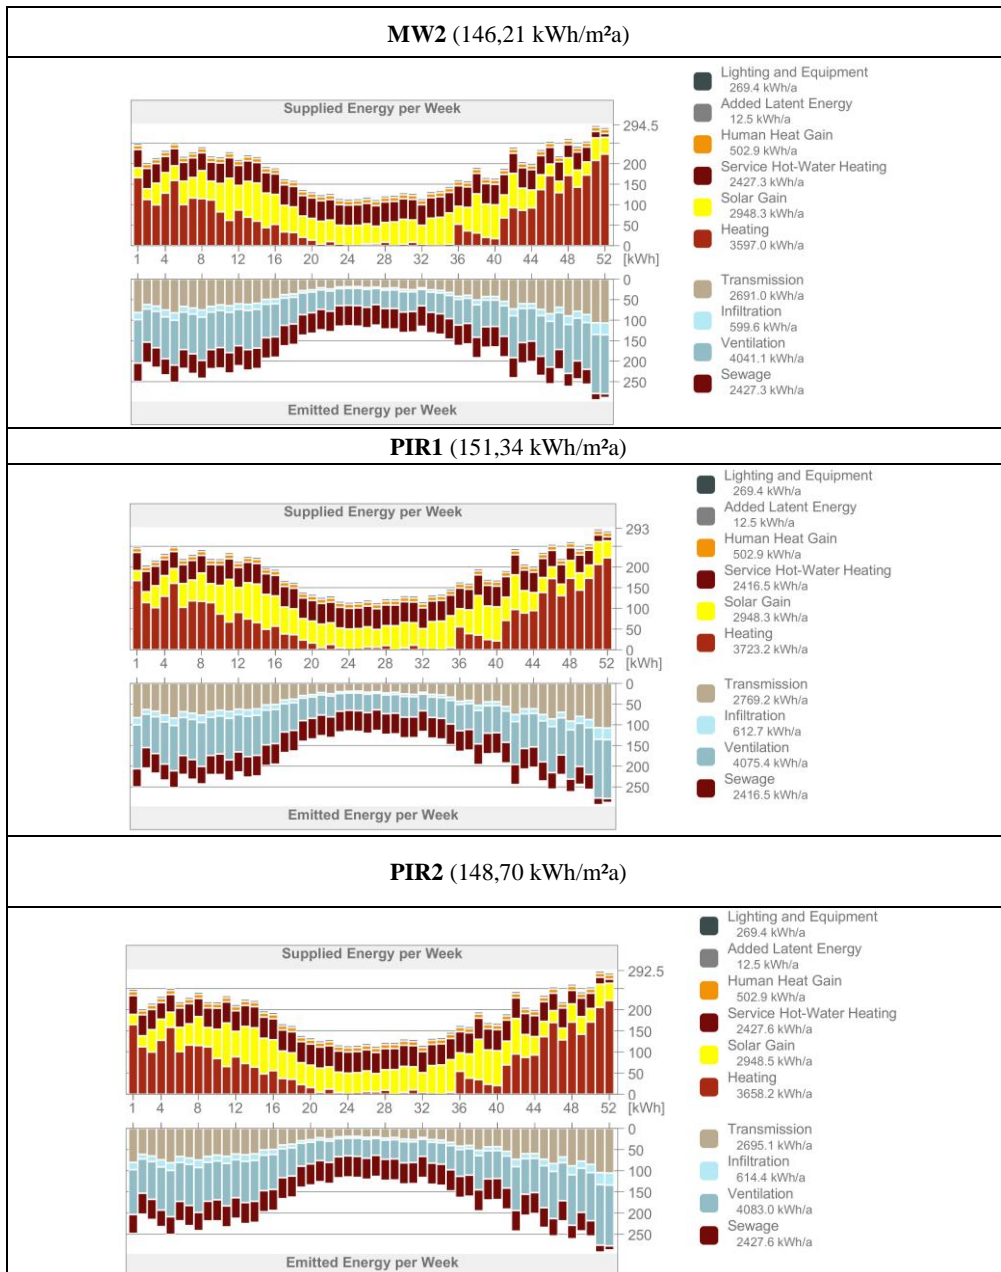 MW2 (146,21 kWh/m²a)
Supplied Energy per Week
294.5
200
150
100
50
0
1 4 8 12 16 20 24 28 32 36 40 44 48 52 [kWh]
0
50
100
150
200
250
Emitted Energy per Week
Lighting and Equipment
269.4 kWh/a
Added Latent Energy
12.5 kWh/a
Human Heat Gain
502.9 kWh/a
Service Hot-Water Heating
2427.3 kWh/a
Solar Gain
2948.3 kWh/a
Heating
3597.0 kWh/a
Transmission
2691.0 kWh/a
Infiltration
599.6 kWh/a
Ventilation
4041.1 kWh/a
Sewage
2427.3 kWh/a
PIR1 (151,34 kWh/m²a)
Supplied Energy per Week
293
200
150
100
50
0
1 4 8 12 16 20 24 28 32 36 40 44 48 52 [kWh]
0
50
100
150
200
250
Emitted Energy per Week
Lighting and Equipment
269.4 kWh/a
Added Latent Energy
12.5 kWh/a
Human Heat Gain
502.9 kWh/a
Service Hot-Water Heating
2416.5 kWh/a
Solar Gain
2948.3 kWh/a
Heating
3723.2 kWh/a
Transmission
2769.2 kWh/a
Infiltration
612.7 kWh/a
Ventilation
4075.4 kWh/a
Sewage
2416.5 kWh/a
PIR2 (148,70 kWh/m²a)
Supplied Energy per Week
292.5
200
150
100
50
0
1 4 8 12 16 20 24 28 32 36 40 44 48 52 [kWh]
0
50
100
150
200
250
Emitted Energy per Week
Lighting and Equipment
269.4 kWh/a
Added Latent Energy
12.5 kWh/a
Human Heat Gain
502.9 kWh/a
Service Hot-Water Heating
2427.6 kWh/a
Solar Gain
2948.5 kWh/a
Heating
3658.2 kWh/a
Transmission
2695.1 kWh/a
Infiltration
614.4 kWh/a
Ventilation
4083.0 kWh/a
Sewage
2427.6 kWh/a